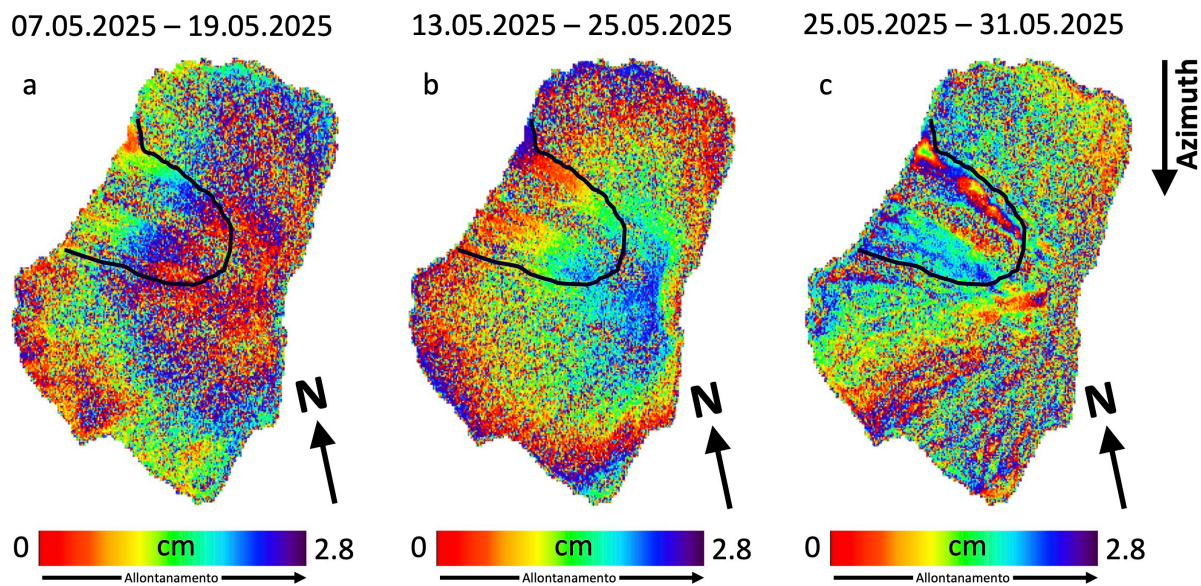 07.05.2025 – 19.05.2025
13.05.2025 – 25.05.2025
25.05.2025 – 31.05.2025
a
b
c
Azimuth
N
N
N
0 cm 2.8
Allontanamento
0 cm 2.8
Allontanamento
0 cm 2.8
Allontanamento